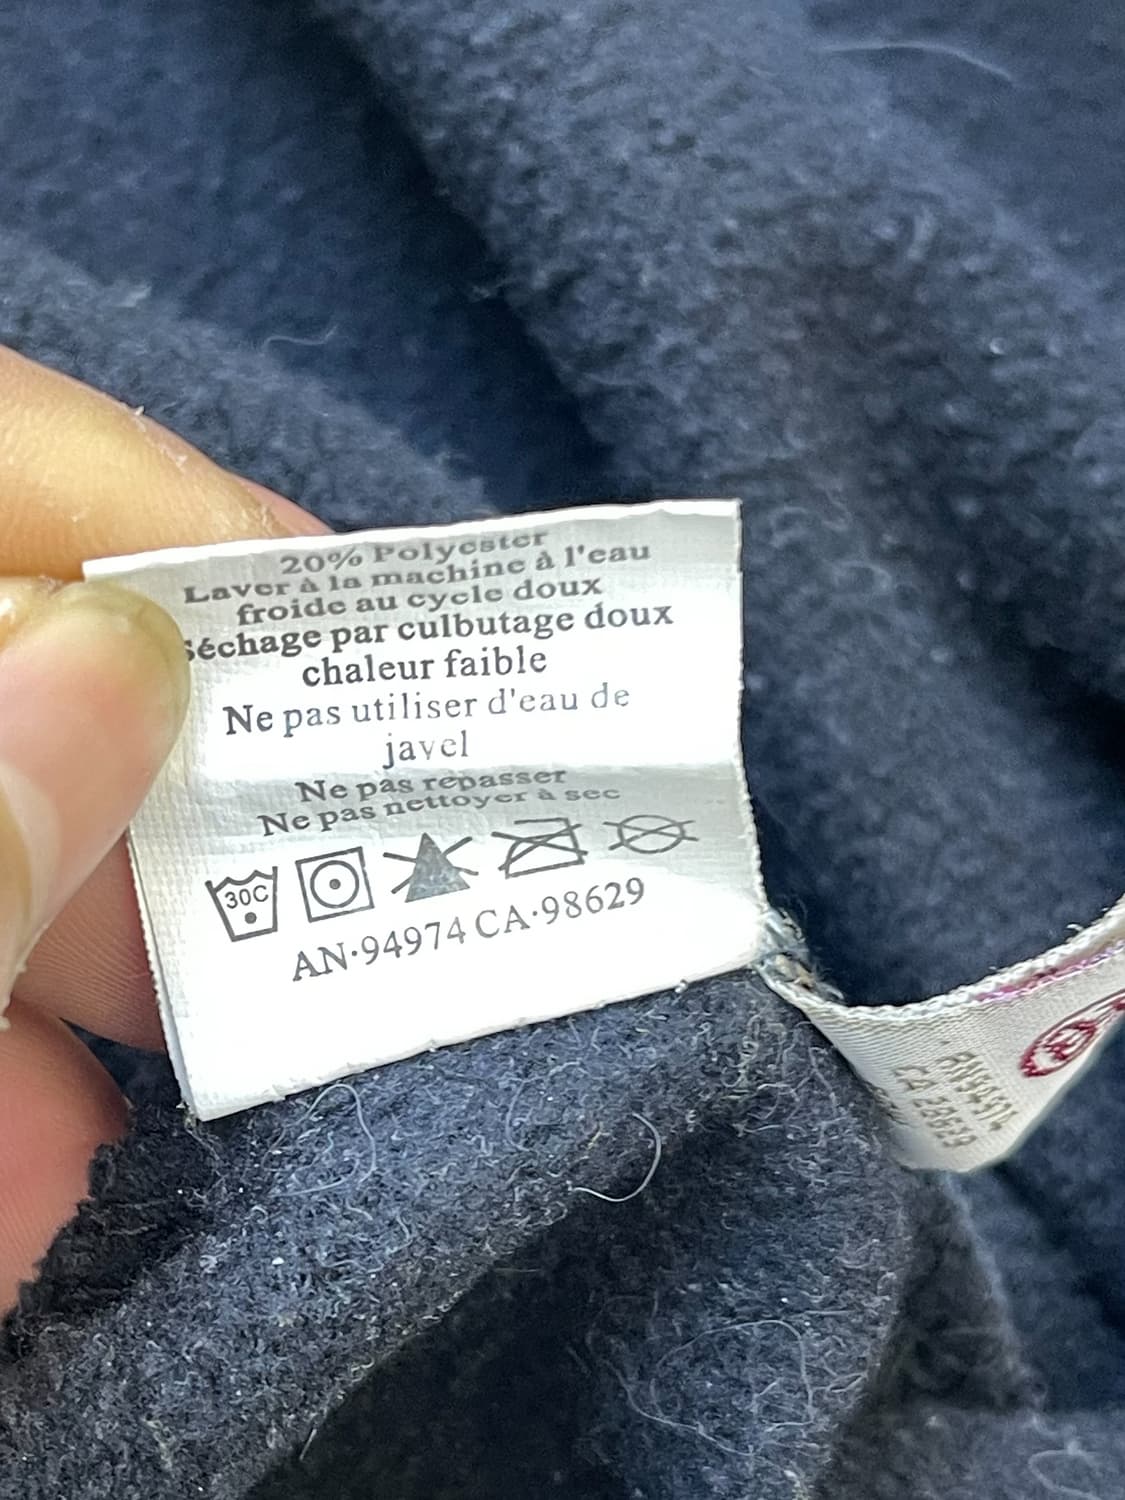 20% Polyester
Laver à la machine à l'eau
froide au cycle doux
Séchage par culbutage doux
chaleur faible
Ne pas utiliser d'eau de
javel
Ne pas repasser
Ne pas nettoyer à sec
30C
AN·94974 CA·98629